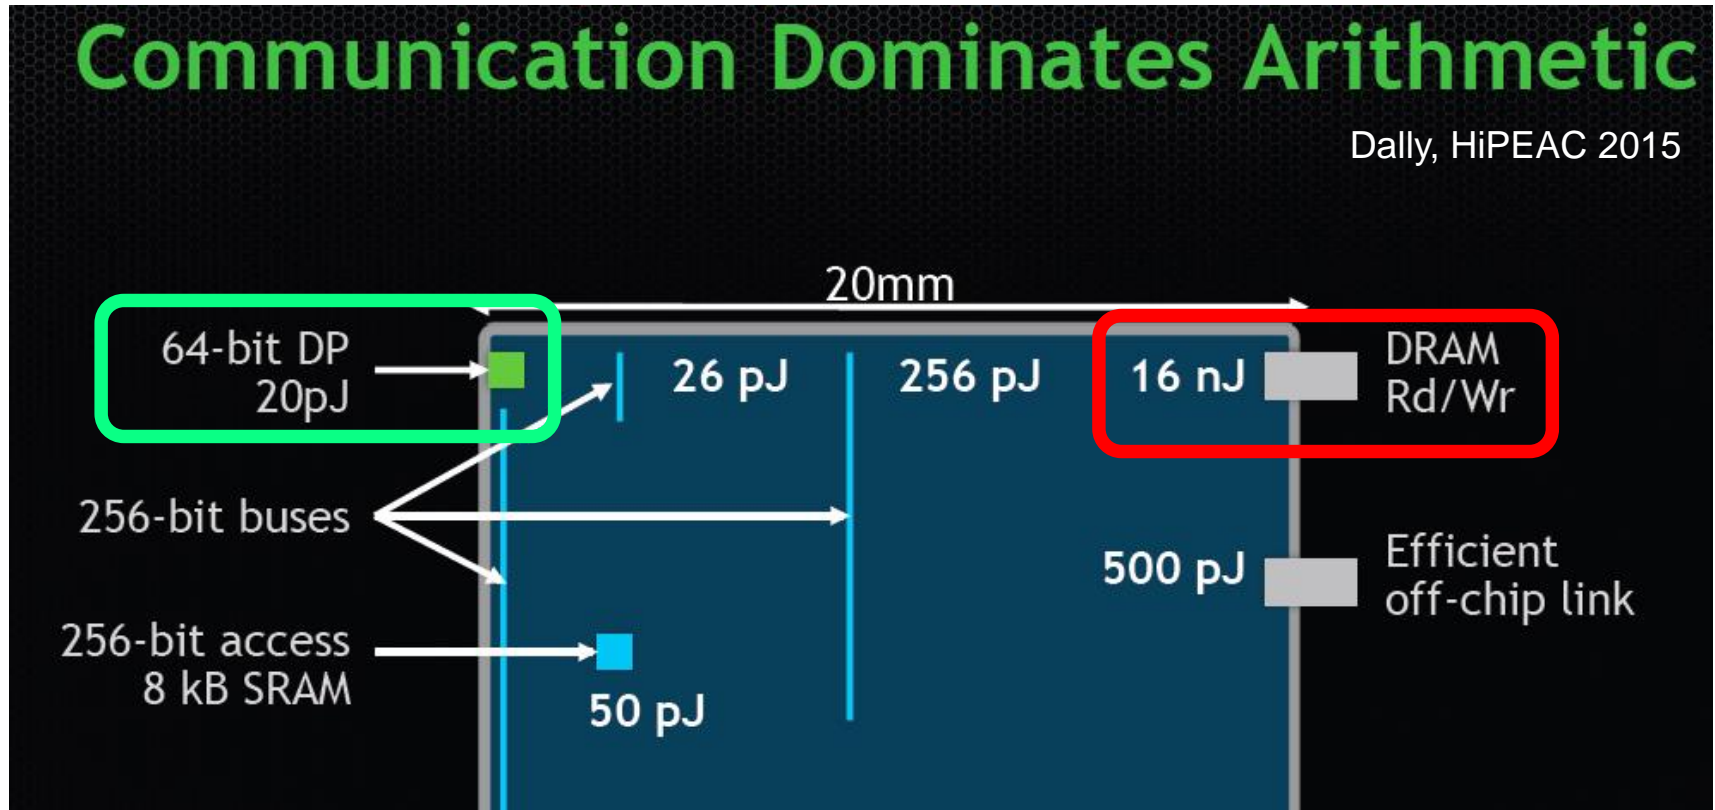 Communication Dominates Arithmetic
Dally, HiPEAC 2015
20mm
64-bit DP
20pJ
26 pJ
256 pJ
16 nJ
DRAM
Rd/Wr
256-bit buses
500 pJ
Efficient
off-chip link
256-bit access
8 kB SRAM
50 pJ